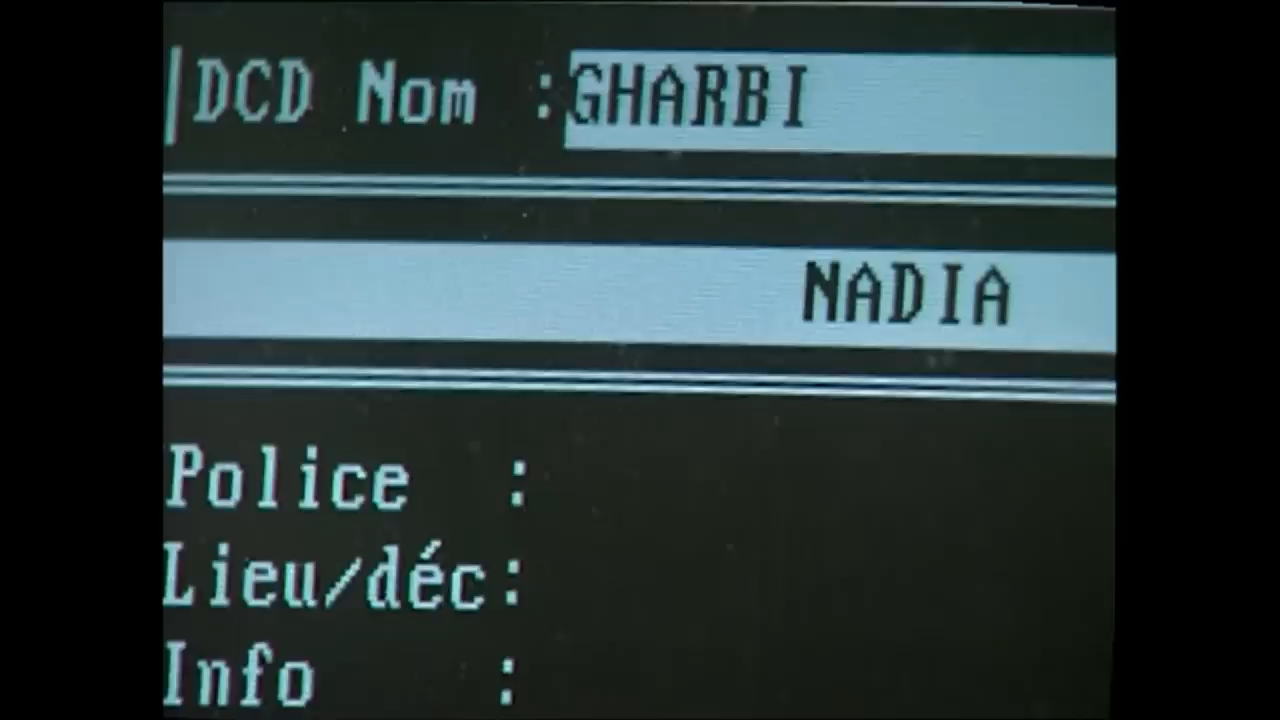 DCD Nom :GHARBI
NADIA
Police :
Lieu/déc:
Info :